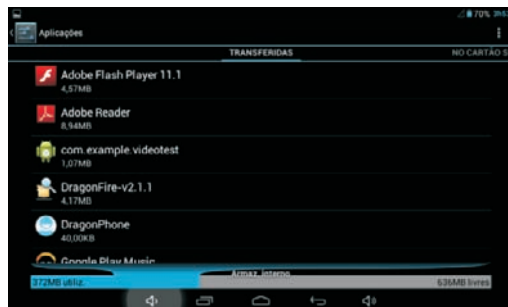 70%
Aplicações
TRANSFERIDAS
NO CARTÃO S
Adobe Flash Player 11.1
4,57MB
Adobe Reader
8,94MB
com.example.videotest
1,07MB
DragonFire-v2.1.1
4,17MB
DragonPhone
40,00KB
Google Play Music
Armaz. interno
372MB utiliz.
636MB livres